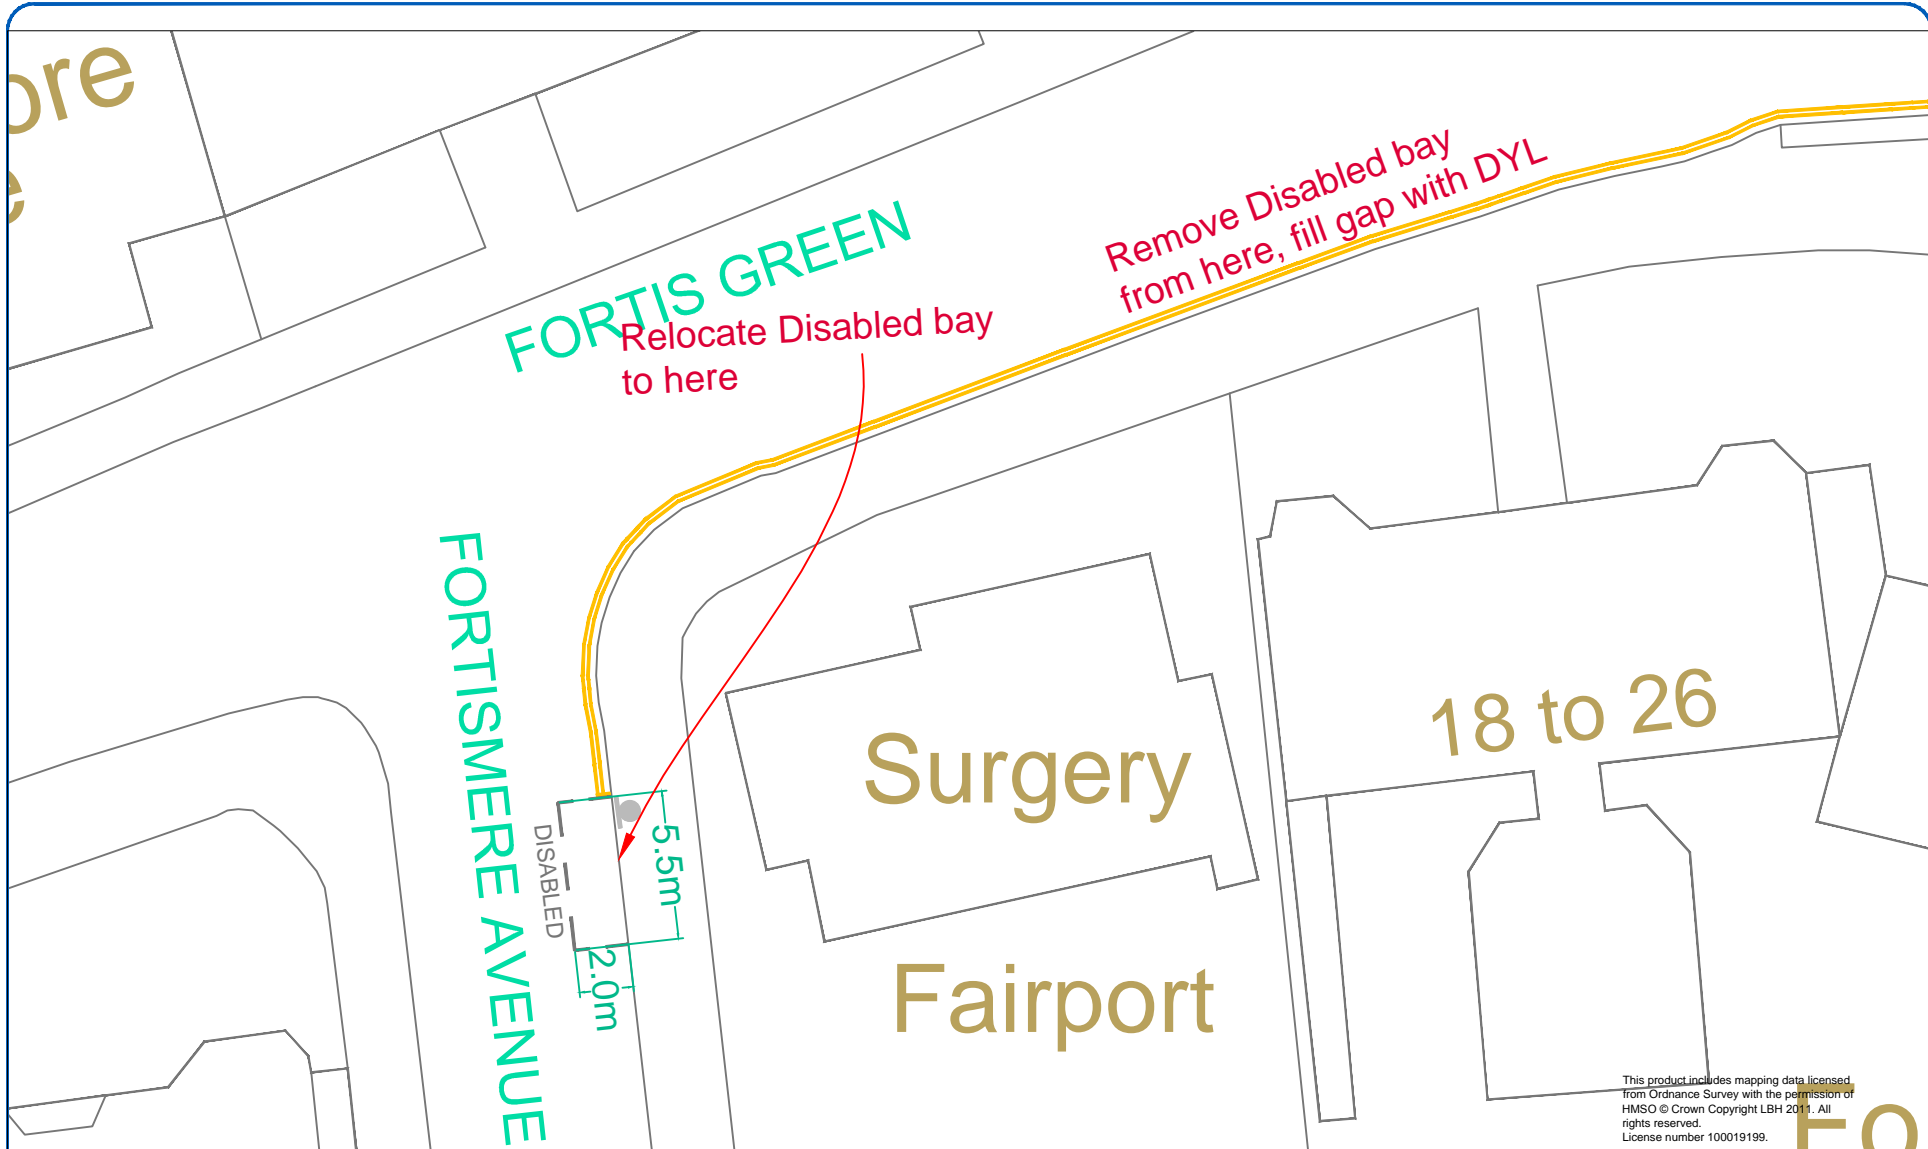 ore
e
FORTIS GREEN
Remove Disabled bay
from here, fill gap with DYL
Relocate Disabled bay
to here
FORTISMERE AVENUE
DISABLED
5.5m
2.0m
Surgery
18 to 26
Fairport
Fo
This product includes mapping data licensed
from Ordnance Survey with the permission of
HMSO © Crown Copyright LBH 2011. All
rights reserved.
License number 100019199.